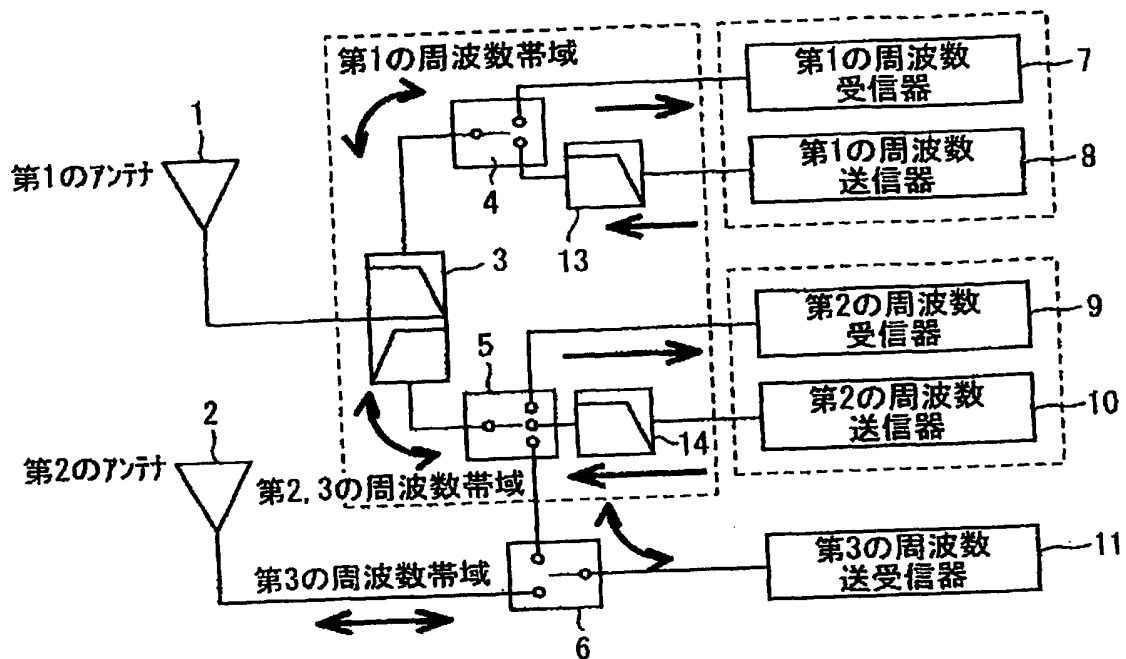 第1の周波数帯域
第1の周波数
受信器
7
1
第1のアンテナ
4
13
第1の周波数
送信器
8
3
第2の周波数
受信器
9
5
14
第2の周波数
送信器
10
2
第2のアンテナ
第2,3の周波数帯域
第3の周波数帯域
6
第3の周波数
送受信器
11